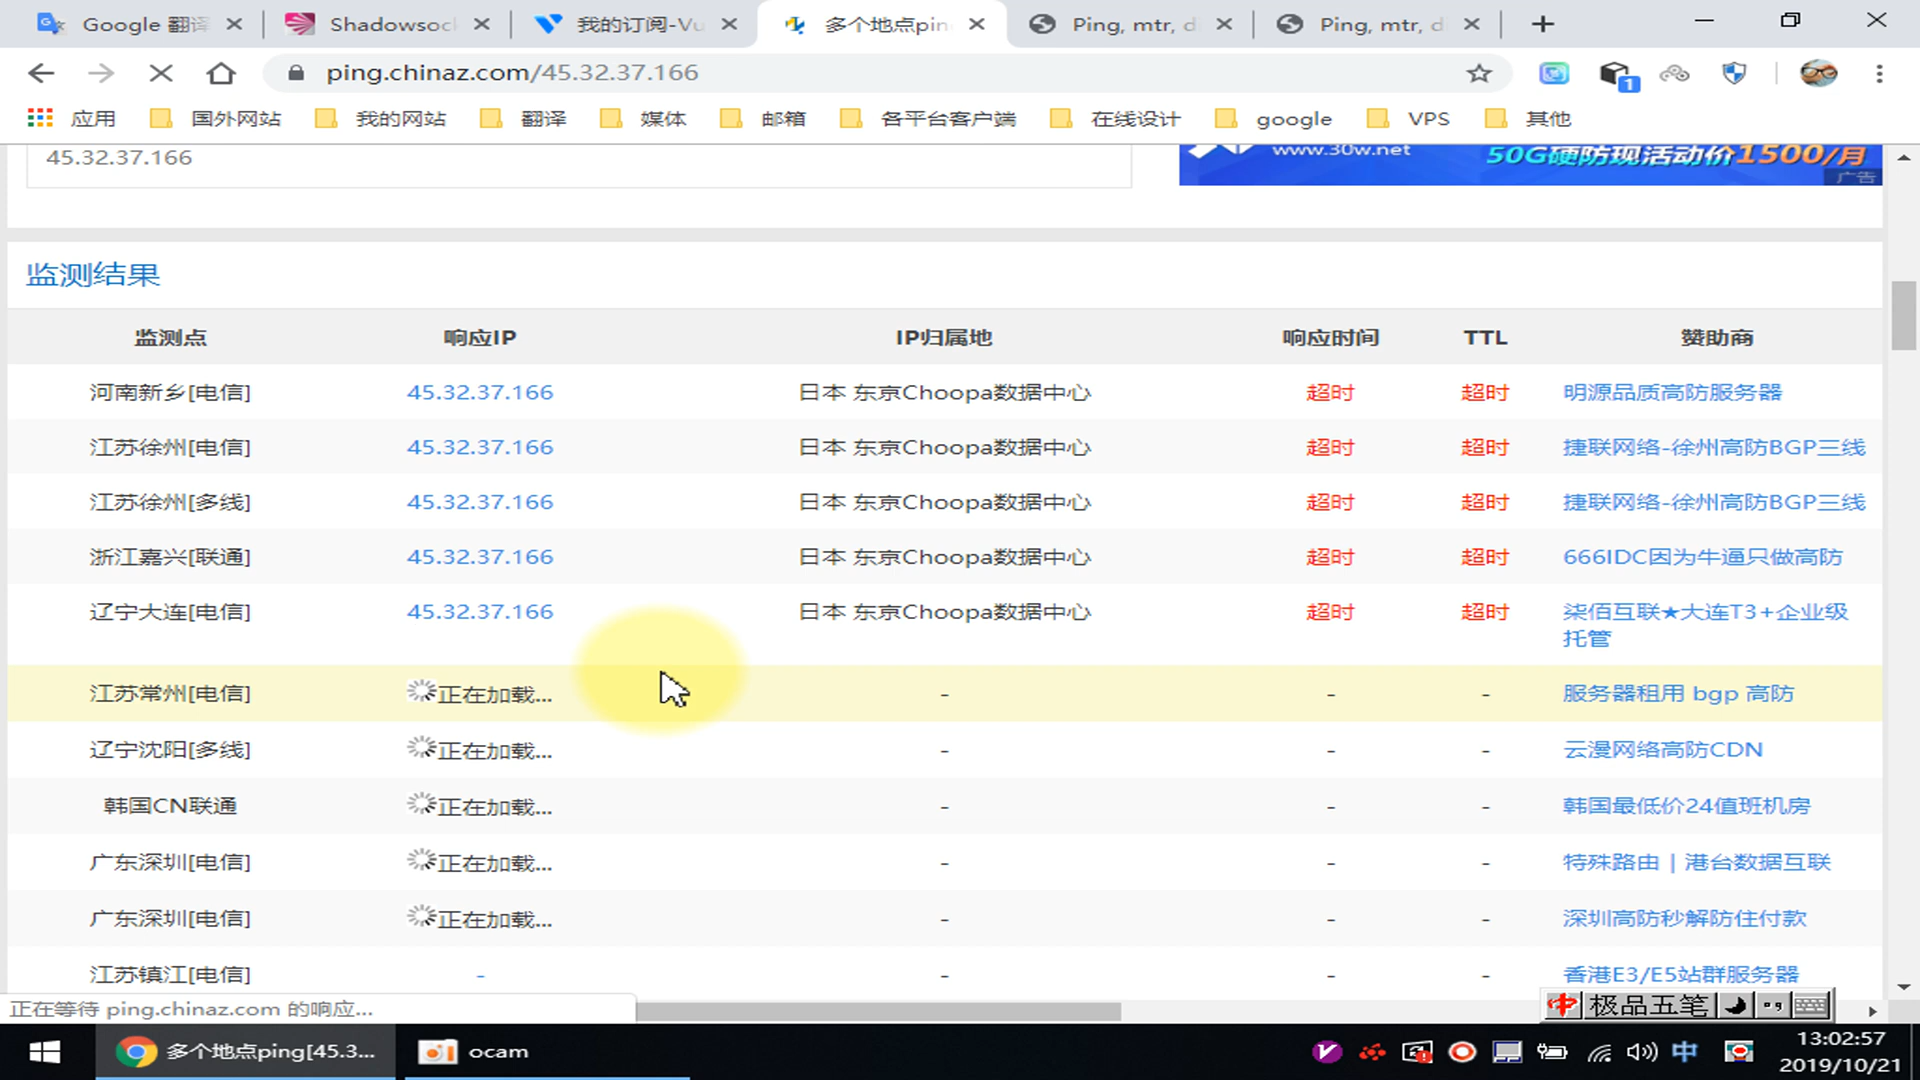 Google 翻译
Shadowsoc
我的订阅-Vu
多个地点pin
Ping, mtr, d
Ping, mtr, d
ping.chinaz.com/45.32.37.166
1
应用
国外网站
我的网站
翻译
媒体
邮箱
各平台客户端
在线设计
google
VPS
其他
45.32.37.166
www.30w.net
50G硬防现活动价1500/月
广告
监测结果
监测点 响应IP IP归属地 响应时间 TTL 赞助商
河南新乡[电信] 45.32.37.166 日本 东京Choopa数据中心 超时 超时 明源品质高防服务器
江苏徐州[电信] 45.32.37.166 日本 东京Choopa数据中心 超时 超时 捷联网络-徐州高防BGP三线
江苏徐州[多线] 45.32.37.166 日本 东京Choopa数据中心 超时 超时 捷联网络-徐州高防BGP三线
浙江嘉兴[联通] 45.32.37.166 日本 东京Choopa数据中心 超时 超时 666IDC因为牛逼只做高防
辽宁大连[电信] 45.32.37.166 日本 东京Choopa数据中心 超时 超时 柒佰互联★大连T3+企业级
托管
江苏常州[电信] 正在加载... - - - 服务器租用 bgp 高防
辽宁沈阳[多线] 正在加载... - - - 云漫网络高防CDN
韩国CN联通 正在加载... - - - 韩国最低价24值班机房
广东深圳[电信] 正在加载... - - - 特殊路由 | 港台数据互联
广东深圳[电信] 正在加载... - - - 深圳高防秒解防住付款
江苏镇江[电信] - - - - 香港E3/E5站群服务器
正在等待 ping.chinaz.com 的响应...
中 极品五笔
多个地点ping[45.3...
ocam
中
13:02:57
2019/10/21